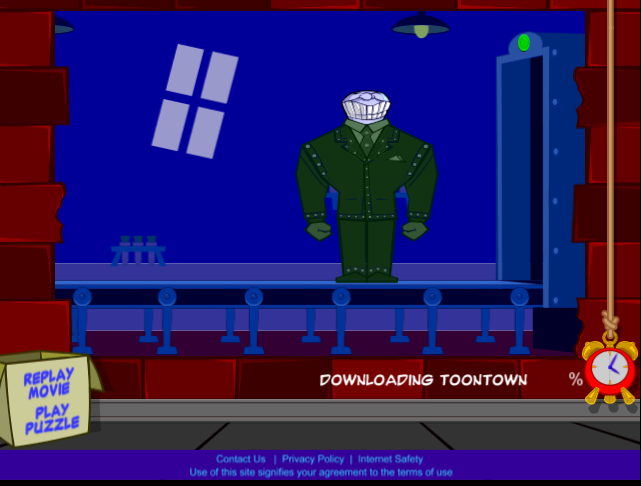 DOWNLOADING TOONTOWN %
REPLAY
MOVIE
PLAY
PUZZLE
Contact Us | Privacy Policy | Internet Safety
Use of this site signifies your agreement to the terms of use